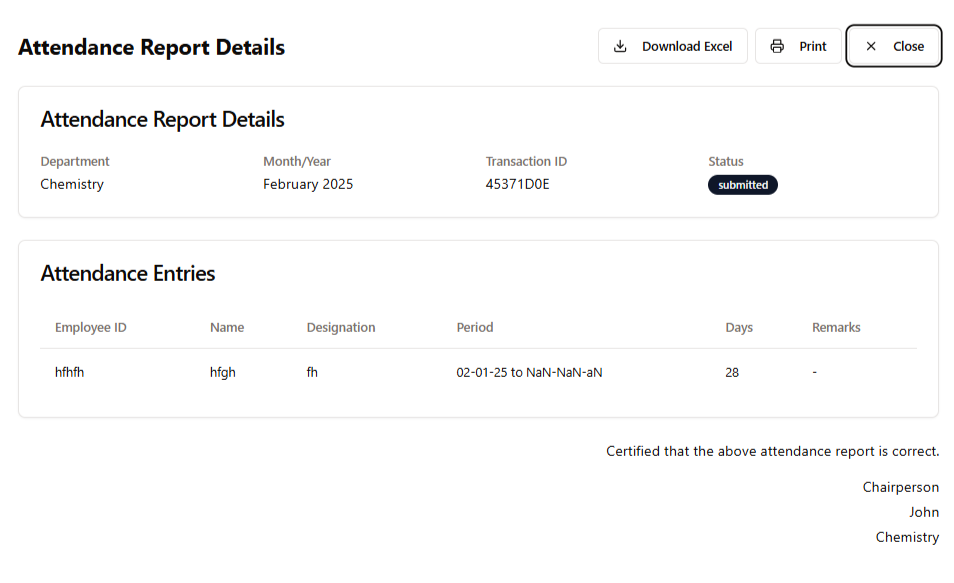 Attendance Report Details
Download Excel
Print
Close
Attendance Report Details
Department Month/Year Transaction ID Status
Chemistry February 2025 45371D0E submitted
Attendance Entries
Employee ID Name Designation Period Days Remarks
hfhfh hfgh fh 02-01-25 to NaN-NaN-aN 28 -
Certified that the above attendance report is correct.
Chairperson
John
Chemistry